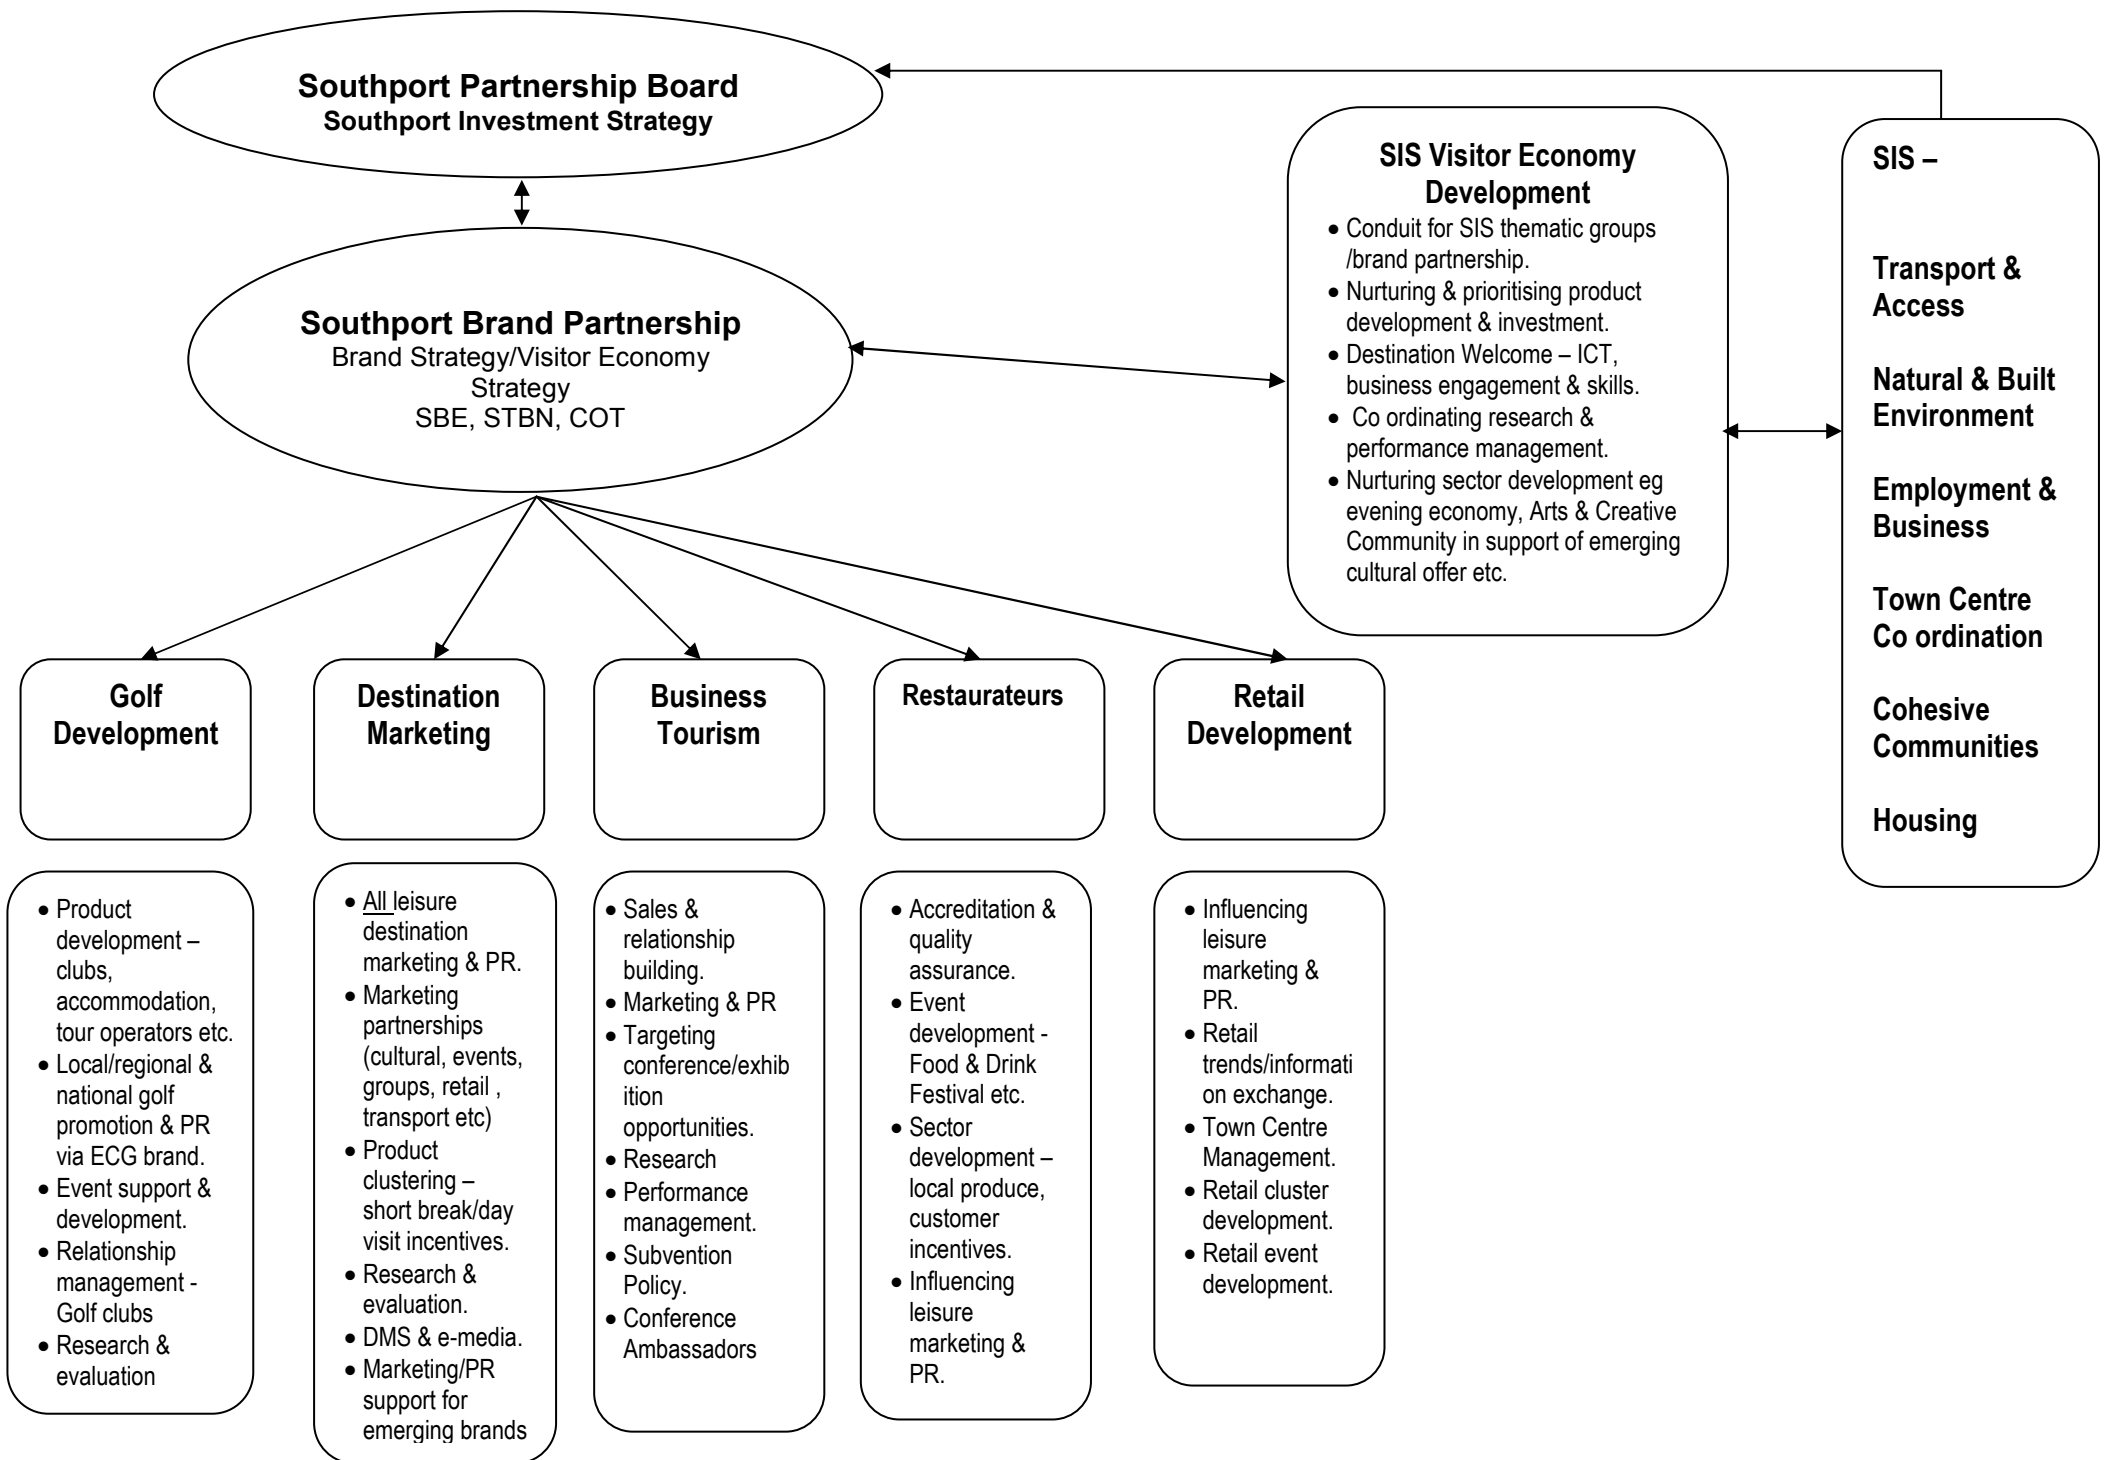 Southport Partnership Board
Southport Investment Strategy
Southport Brand Partnership
Brand Strategy/Visitor Economy
Strategy
SBE, STBN, COT
SIS Visitor Economy
Development
• Conduit for SIS thematic groups
/brand partnership.
• Nurturing & prioritising product
development & investment.
• Destination Welcome – ICT,
business engagement & skills.
• Co ordinating research &
performance management.
• Nurturing sector development eg
evening economy, Arts & Creative
Community in support of emerging
cultural offer etc.
SIS –
Transport &
Access
Natural & Built
Environment
Employment &
Business
Town Centre
Co ordination
Cohesive
Communities
Housing
Golf
Development
Destination
Marketing
Business
Tourism
Restaurateurs
Retail
Development
• Product
development –
clubs,
accommodation,
tour operators etc.
• Local/regional &
national golf
promotion & PR
via ECG brand.
• Event support &
development.
• Relationship
management -
Golf clubs
• Research &
evaluation
• All leisure
destination
marketing & PR.
• Marketing
partnerships
(cultural, events,
groups, retail ,
transport etc)
• Product
clustering –
short break/day
visit incentives.
• Research &
evaluation.
• DMS & e-media.
• Marketing/PR
support for
emerging brands
• Sales &
relationship
building.
• Marketing & PR
• Targeting
conference/exhib
ition
opportunities.
• Research
• Performance
management.
• Subvention
Policy.
• Conference
Ambassadors
• Accreditation &
quality
assurance.
• Event
development -
Food & Drink
Festival etc.
• Sector
development –
local produce,
customer
incentives.
• Influencing
leisure
marketing &
PR.
• Influencing
leisure
marketing &
PR.
• Retail
trends/informati
on exchange.
• Town Centre
Management.
• Retail cluster
development.
• Retail event
development.